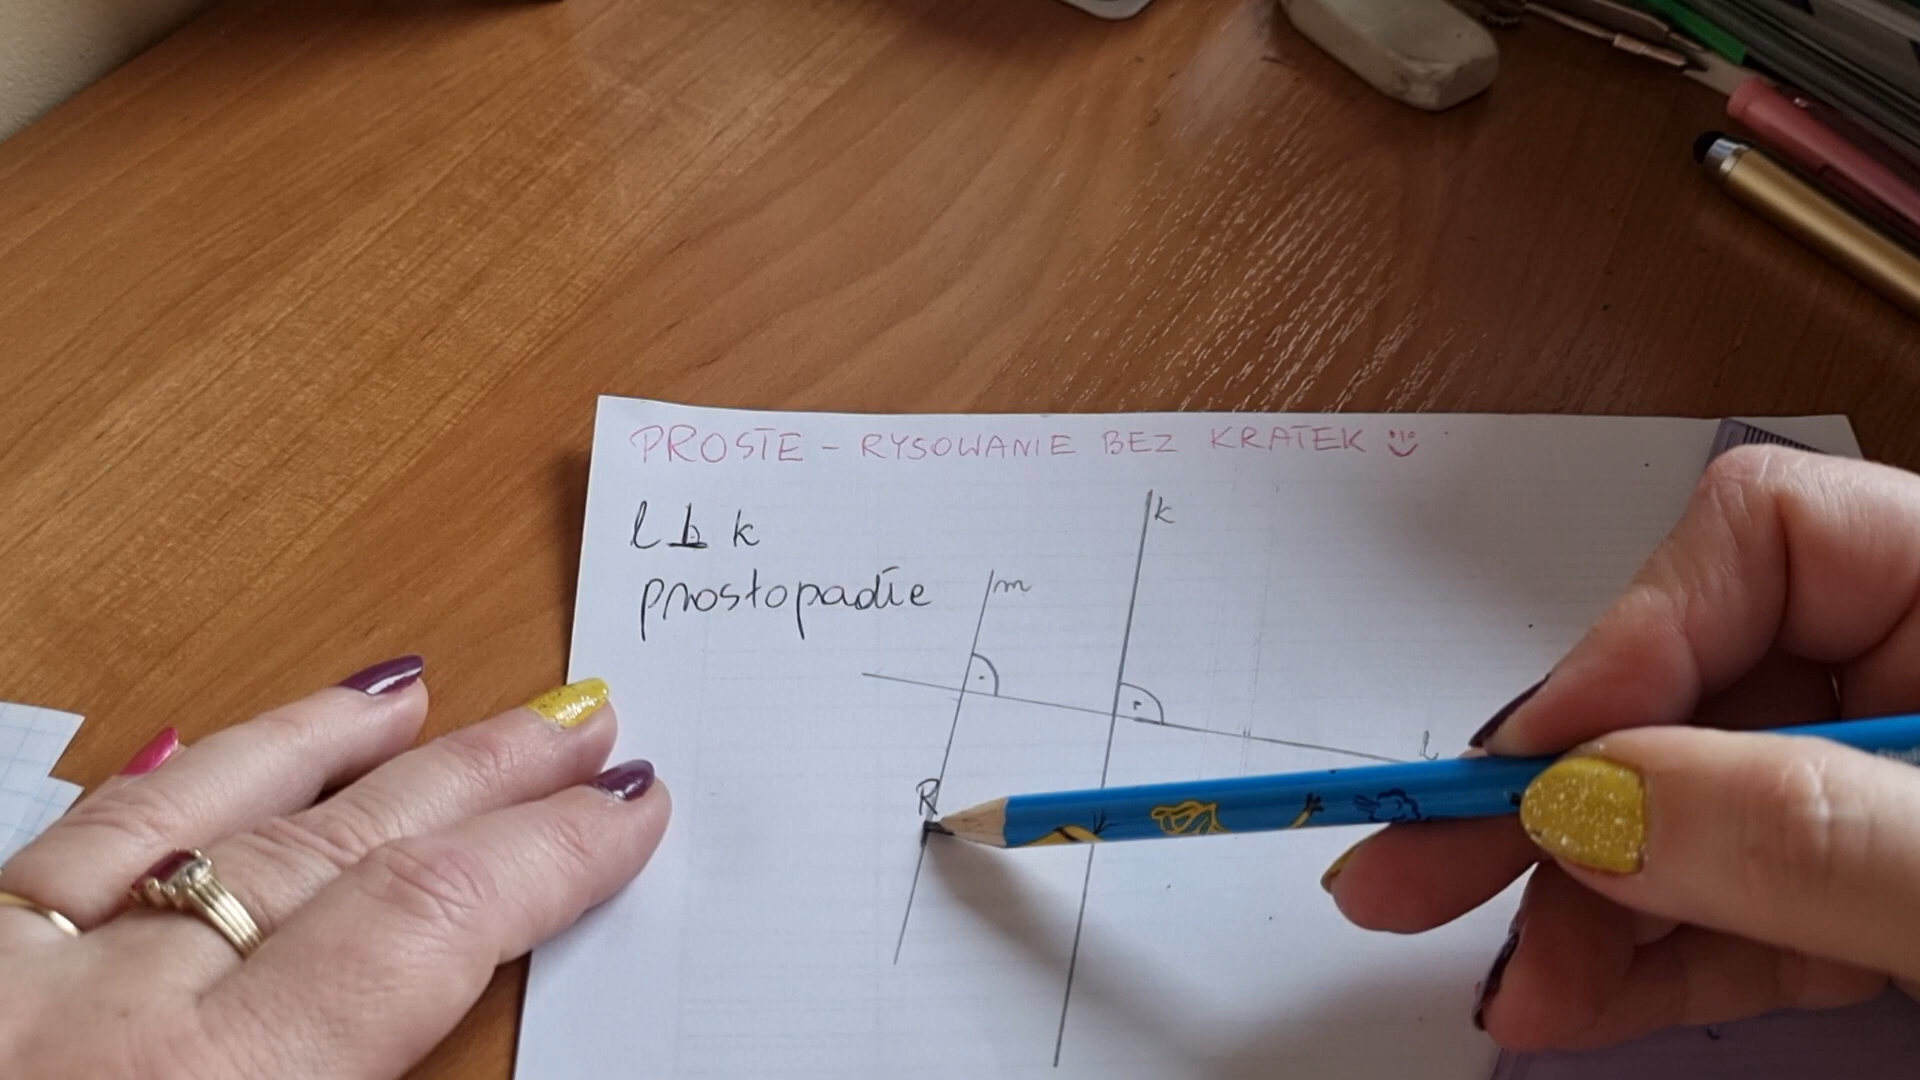 PROSTE - RYSOWANIE BEZ KRATEK
l ⊥ k
prostopadłe
m
k
l
R